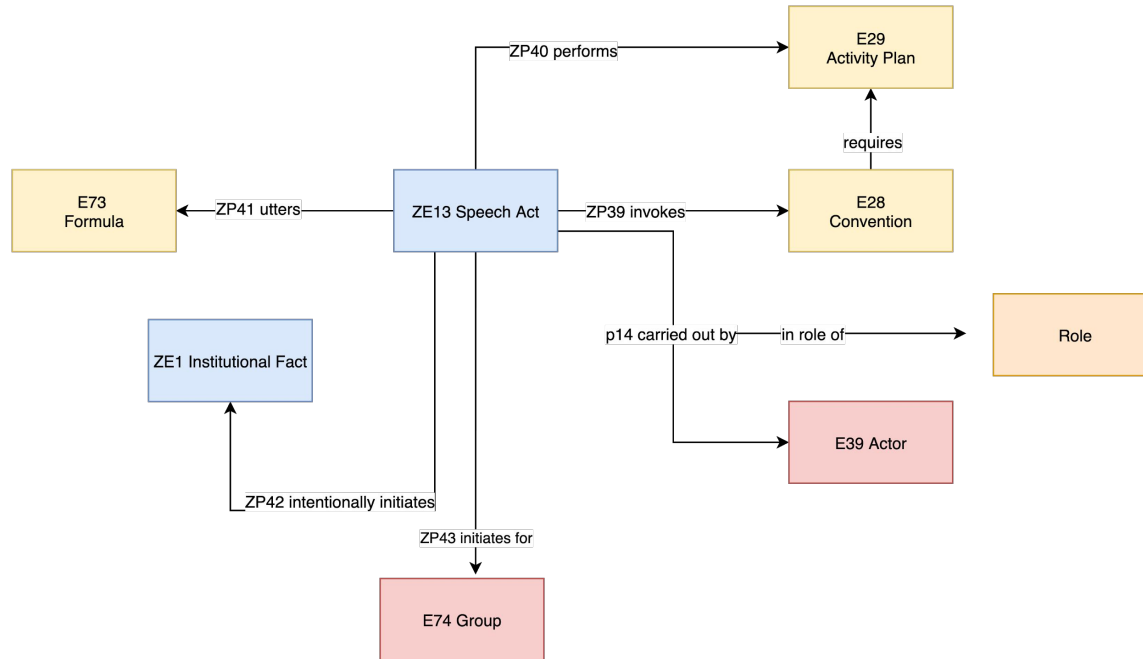 E29
Activity Plan
ZP40 performs
requires
E73
Formula
ZP41 utters
ZE13 Speech Act
ZP39 invokes
E28
Convention
p14 carried out by
in role of
Role
ZE1 Institutional Fact
E39 Actor
ZP42 intentionally initiates
ZP43 initiates for
E74 Group